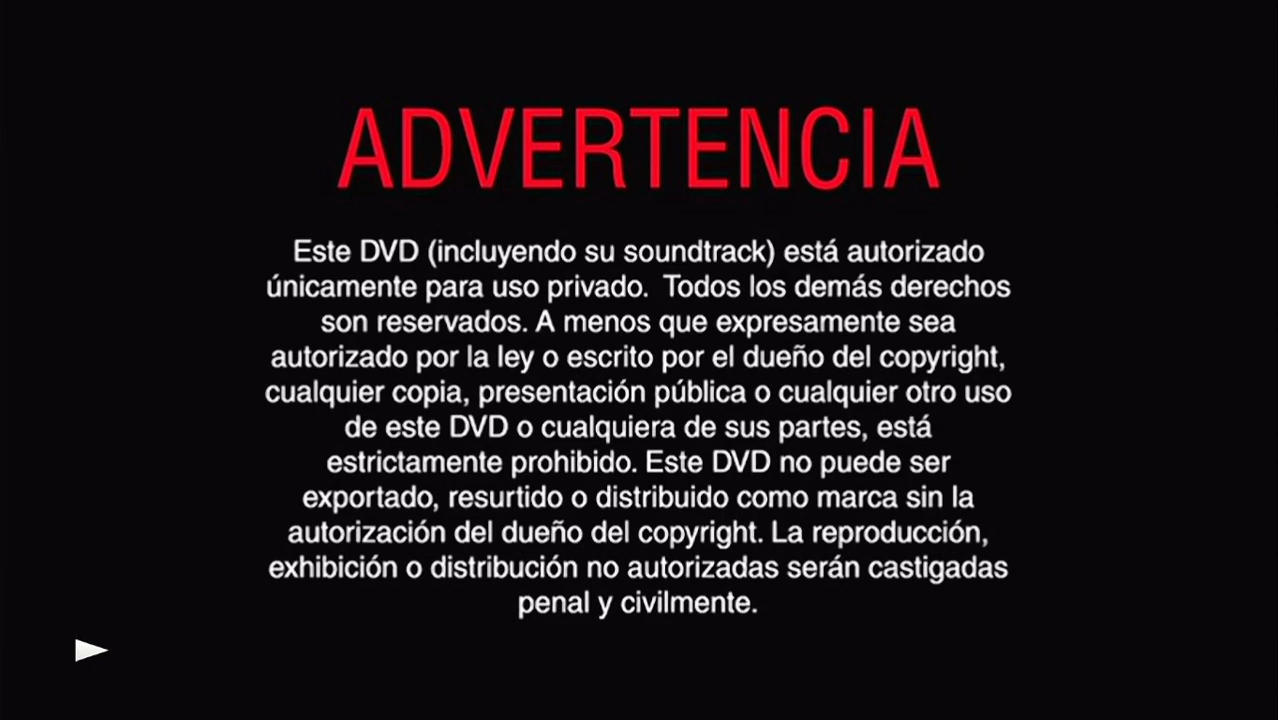 ADVERTENCIA
Este DVD (incluyendo su soundtrack) está autorizado
únicamente para uso privado.  Todos los demás derechos
son reservados. A menos que expresamente sea
autorizado por la ley o escrito por el dueño del copyright,
cualquier copia, presentación pública o cualquier otro uso
de este DVD o cualquiera de sus partes, está
estrictamente prohibido. Este DVD no puede ser
exportado, resurtido o distribuido como marca sin la
autorización del dueño del copyright. La reproducción,
exhibición o distribución no autorizadas serán castigadas
penal y civilmente.